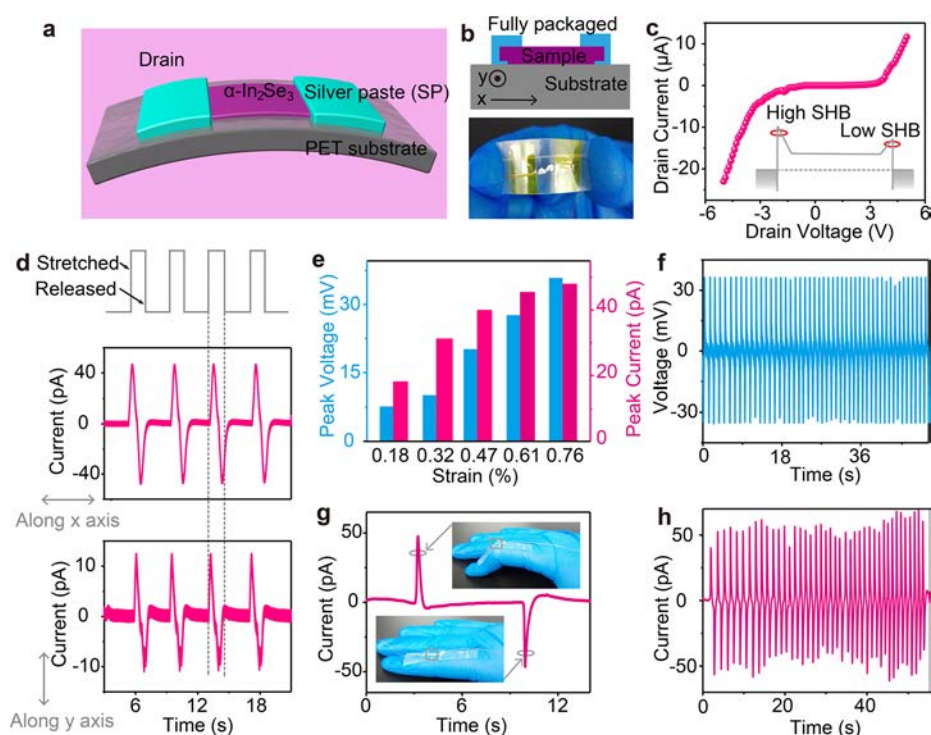 a
Drain
α-In₂Se₃
Silver paste (SP)
PET substrate
b
Fully packaged
Sample
y
Substrate
x
c
Drain Current (μA)
10
0
-10
-20
High SHB
Low SHB
-6
-3
0
3
6
Drain Voltage (V)
d
Stretched
Released
Current (pA)
40
0
-40
Along x axis
Current (pA)
10
0
-10
Along y axis
6
12
18
Time (s)
e
Peak Voltage (mV)
30
15
0
Peak Current (pA)
40
20
0
0.18
0.32
0.47
0.61
0.76
Strain (%)
f
Voltage (mV)
30
0
-30
0
18
36
Time (s)
g
Current (pA)
50
0
-50
0
6
12
Time (s)
h
Current (pA)
50
0
-50
0
20
40
Time (s)